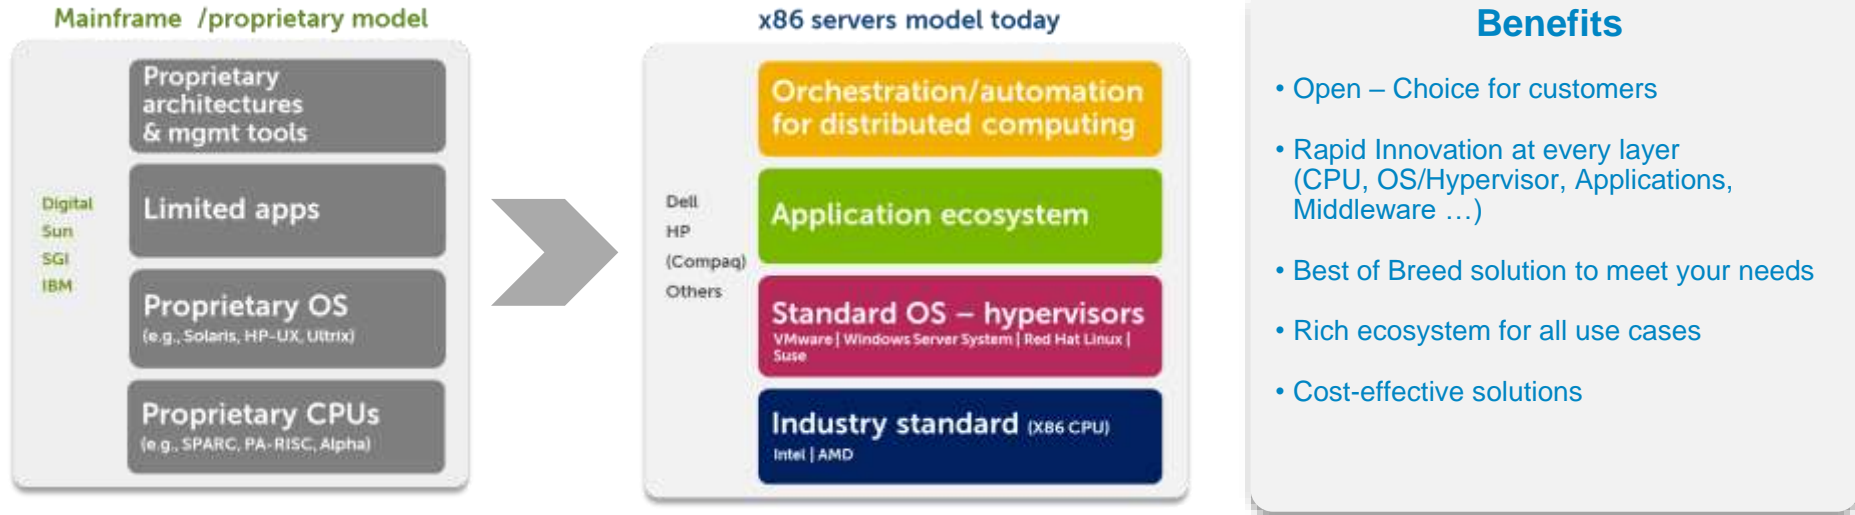 Mainframe /proprietary model
Digital
Sun
SGI
IBM
Proprietary
architectures
& mgmt tools
Limited apps
Proprietary OS
(e.g., Solaris, HP-UX, Ultrix)
Proprietary CPUs
(e.g., SPARC, PA-RISC, Alpha)
x86 servers model today
Dell
HP
(Compaq)
Others
Orchestration/automation
for distributed computing
Application ecosystem
Standard OS – hypervisors
VMware | Windows Server System | Red Hat Linux |
Suse
Industry standard (X86 CPU)
Intel | AMD
Benefits
• Open – Choice for customers
• Rapid Innovation at every layer
(CPU, OS/Hypervisor, Applications,
Middleware …)
• Best of Breed solution to meet your needs
• Rich ecosystem for all use cases
• Cost-effective solutions